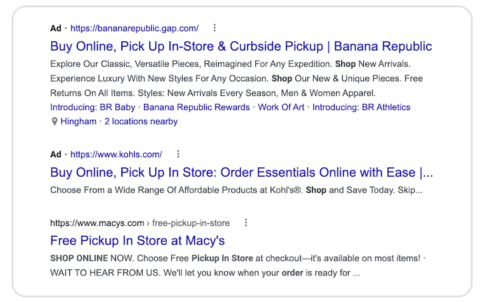 Ad · https://bananarepublic.gap.com/
Buy Online, Pick Up In-Store & Curbside Pickup | Banana Republic
Explore Our Classic, Versatile Pieces, Reimagined For Any Expedition. Shop New Arrivals.
Experience Luxury With New Styles For Any Occasion. Shop Our New & Unique Pieces. Free
Returns On All Items. Styles: New Arrivals Every Season, Men & Women Apparel.
Introducing: BR Baby · Banana Republic Rewards · Work Of Art · Introducing: BR Athletics
Hingham · 2 locations nearby
Ad · https://www.kohls.com/
Buy Online, Pick Up In Store: Order Essentials Online with Ease |...
Choose From a Wide Range Of Affordable Products at Kohl's®. Shop and Save Today. Skip...
https://www.macys.com › free-pickup-in-store
Free Pickup In Store at Macy's
SHOP ONLINE NOW. Choose Free Pickup In Store at checkout—it's available on most items! ·
WAIT TO HEAR FROM US. We'll let you know when your order is ready for ...